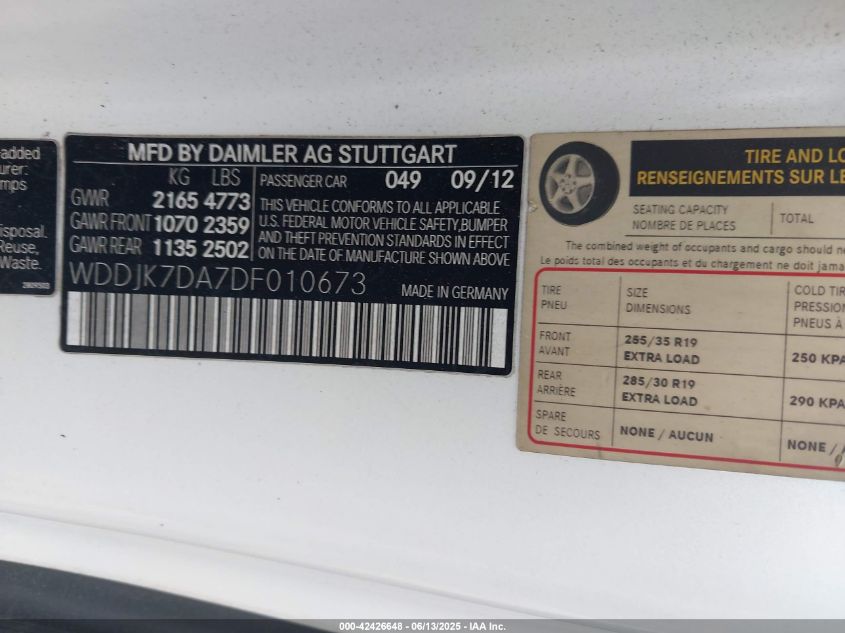 -added
urer:
mps
isposal.
Reuse,
Waste.
MFD BY DAIMLER AG STUTTGART
KG LBS
GVWR 2165 4773
GAWR FRONT 1070 2359
GAWR REAR 1135 2502
PASSENGER CAR 049 09/12
THIS VEHICLE CONFORMS TO ALL APPLICABLE
U.S. FEDERAL MOTOR VEHICLE SAFETY, BUMPER
AND THEFT PREVENTION STANDARDS IN EFFECT
ON THE DATE OF MANUFACTURE SHOWN ABOVE
WDDJK7DA7DF010673 MADE IN GERMANY
TIRE AND LO
RENSEIGNEMENTS SUR LE
SEATING CAPACITY
NOMBRE DE PLACES
TOTAL
The combined weight of occupants and cargo should ne
Le poids total des occupants et du chargement ne doit jama
TIRE
PNEU
SIZE
DIMENSIONS
COLD TIR
PRESSION
PNEUS À
FRONT
AVANT
255/35 R19
EXTRA LOAD
250 KPA
REAR
ARRIÈRE
285/30 R19
EXTRA LOAD
290 KPA
SPARE
DE SECOURS
NONE / AUCUN
NONE /
000-42426648 - 06/13/2025 - IAA Inc.